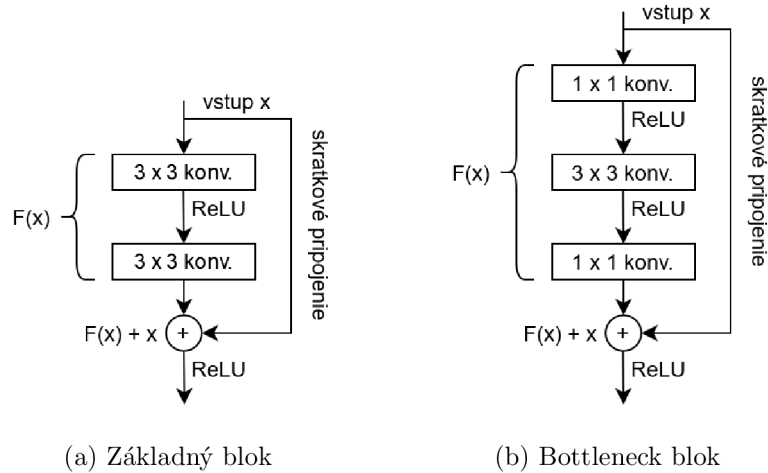 vstup x
3 x 3 konv.
ReLU
3 x 3 konv.
F(x)
F(x) + x
+
ReLU
skratkové pripojenie
(a) Základný blok
vstup x
1 x 1 konv.
ReLU
3 x 3 konv.
ReLU
1 x 1 konv.
F(x)
F(x) + x
+
ReLU
skratkové pripojenie
(b) Bottleneck blok